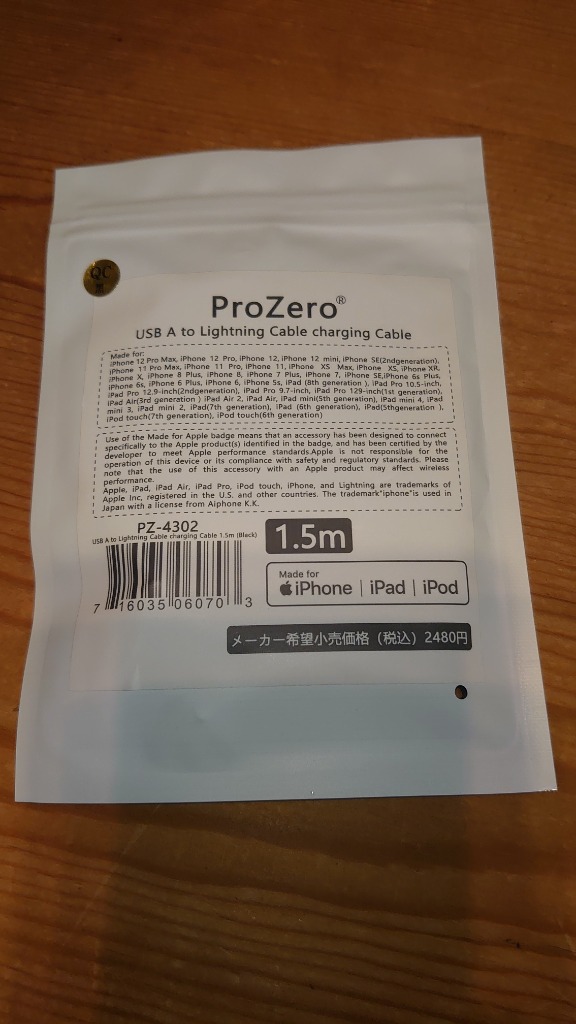 QC
ProZero®
USB A to Lightning Cable charging Cable
Made for:
iPhone 12 Pro Max, iPhone 12 Pro, iPhone 12, iPhone 12 mini, iPhone SE(2ndgeneration),
iPhone 11 Pro Max, iPhone 11 Pro, iPhone 11, iPhone XS Max, iPhone XS, iPhone XR,
iPhone X, iPhone 8 Plus, iPhone 8, iPhone 7 Plus, iPhone 7, iPhone SE,iPhone 6s Plus,
iPhone 6s, iPhone 6 Plus, iPhone 6, iPhone 5s, iPad (8th generation ), iPad Pro 10.5-inch,
iPad Pro 12.9-inch(2ndgeneration), iPad Pro 9.7-inch, iPad Pro 129-inch(1st generation),
iPad Air(3rd generation ) iPad Air 2, iPad Air, iPad mini(5th generation), iPad mini 4, iPad
mini 3, iPad mini 2, iPad(7th generation), iPad (6th generation), iPad(5thgeneration ),
iPod touch(7th generation), iPod touch(6th generation)
Use of the Made for Apple badge means that an accessory has been designed to connect
specifically to the Apple product(s) identified in the badge, and has been certified by the
developer to meet Apple performance standards.Apple is not responsible for the
operation of this device or its compliance with safety and regulatory standards. Please
note that the use of this accessory with an Apple product may affect wireless
performance.
Apple, iPad, iPad Air, iPad Pro, iPod touch, iPhone, and Lightning are trademarks of
Apple Inc, registered in the U.S. and other countries. The trademark"iphone"is used in
Japan with a license from Aiphone K.K.
PZ-4302
USB A to Lightning Cable charging Cable 1.5m (Black)
1.5m
7 16035 06070 3
Made for
iPhone | iPad | iPod
メーカー希望小売価格（税込）2480円